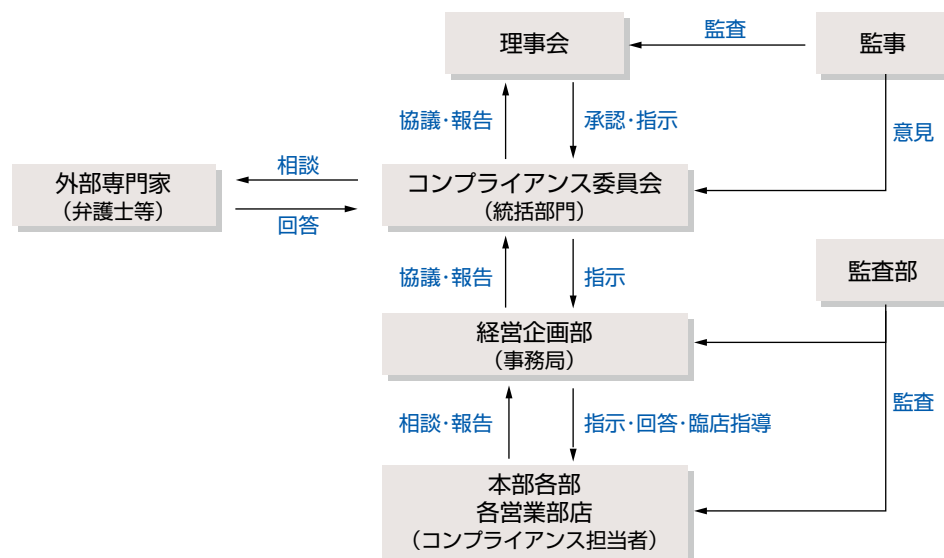 理事会
監査
監事
協議・報告
承認・指示
意見
外部専門家
（弁護士等）
相談
回答
コンプライアンス委員会
（統括部門）
協議・報告
指示
監査部
経営企画部
（事務局）
監査
相談・報告
指示・回答・臨店指導
本部各部
各営業部店
（コンプライアンス担当者）